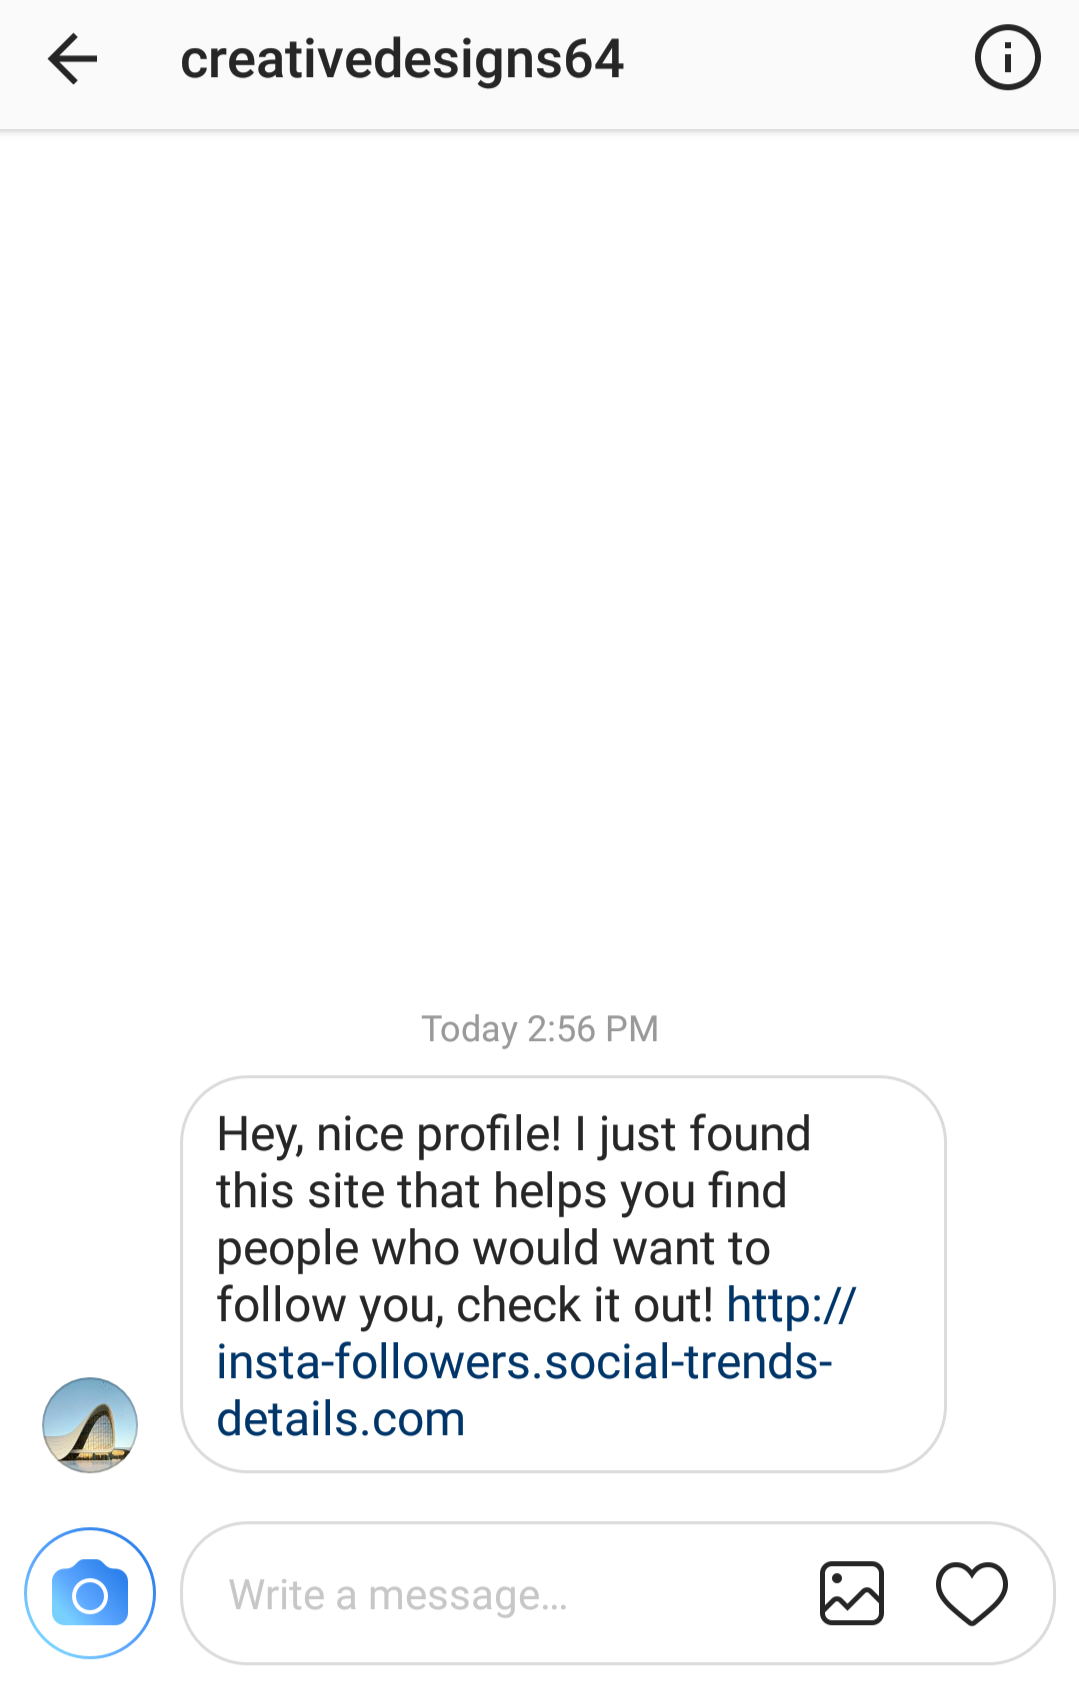 creativedesigns64
Today 2:56 PM
Hey, nice profile! I just found
this site that helps you find
people who would want to
follow you, check it out! http://
insta-followers.social-trends-
details.com
Write a message...